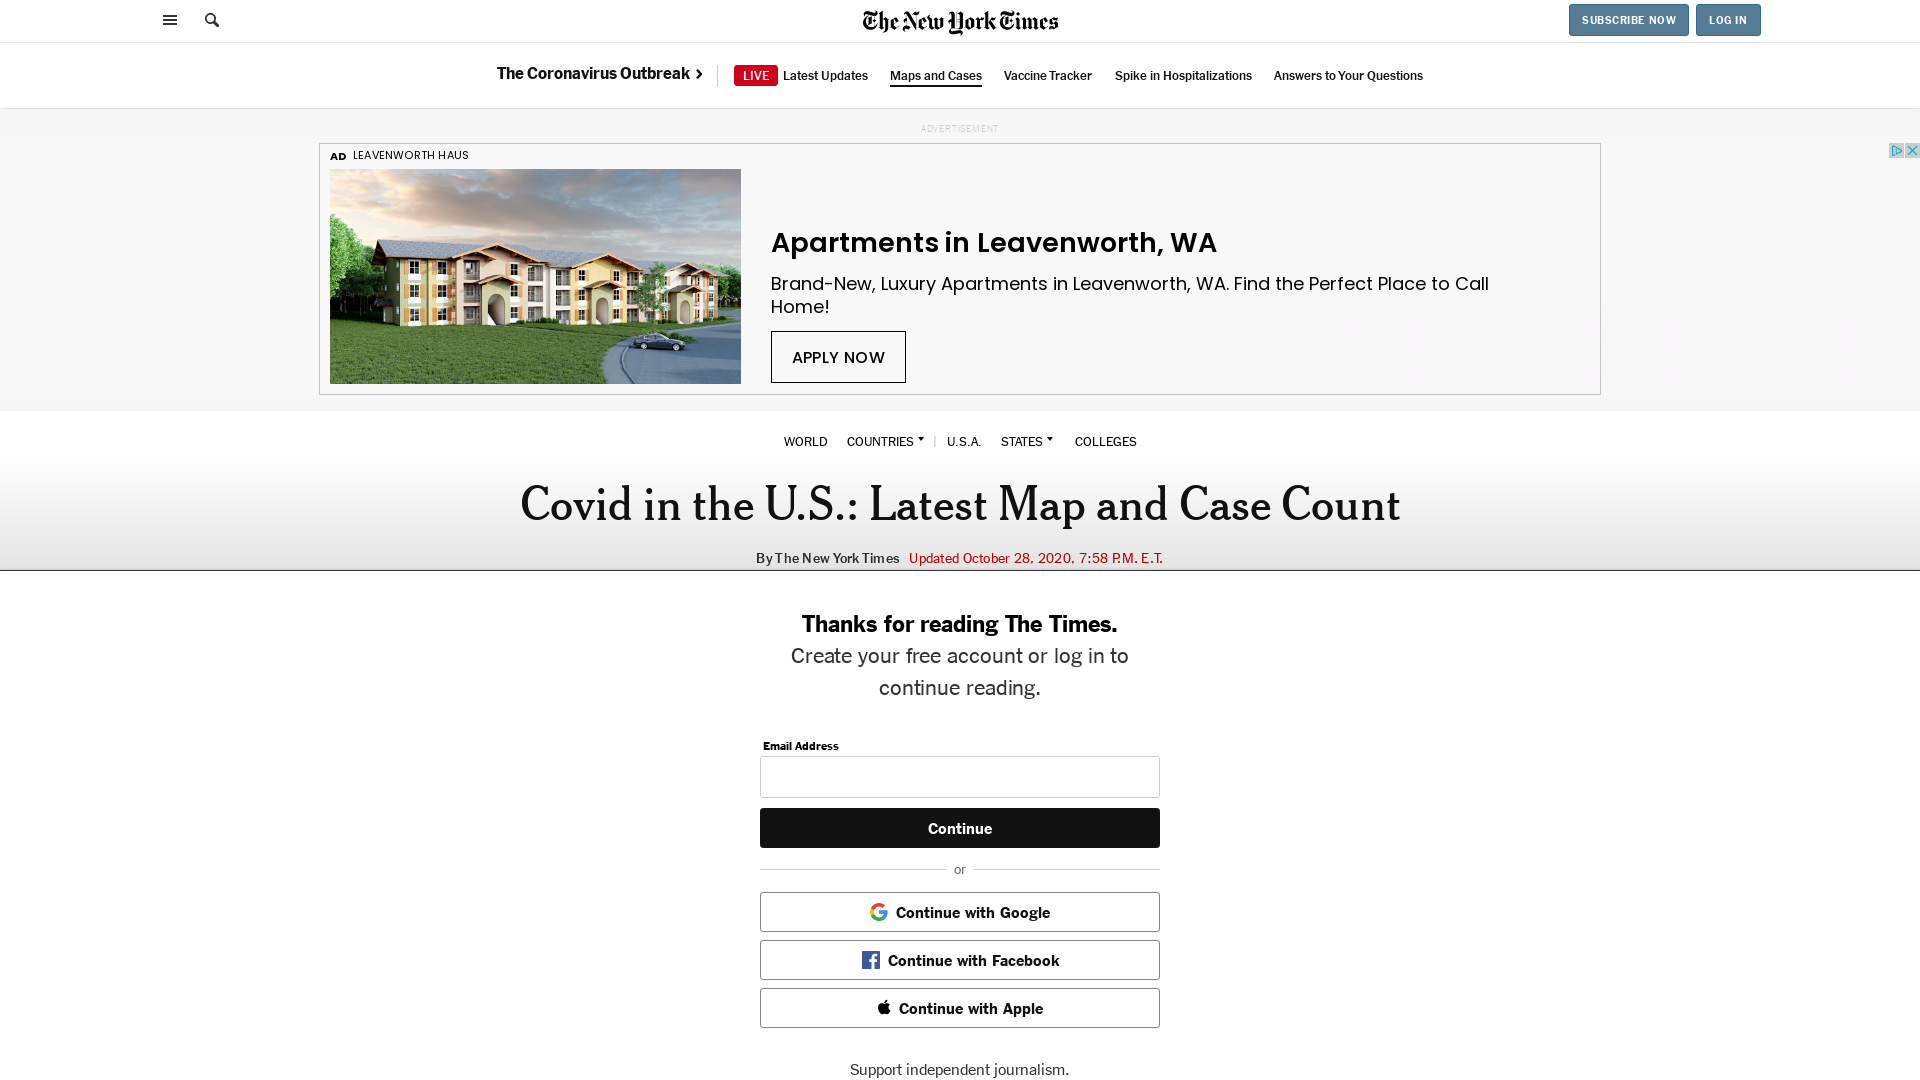 The New York Times
SUBSCRIBE NOW
LOG IN
The Coronavirus Outbreak
LIVE Latest Updates
Maps and Cases
Vaccine Tracker
Spike in Hospitalizations
Answers to Your Questions
ADVERTISEMENT
AD LEAVENWORTH HAUS
Apartments in Leavenworth, WA
Brand-New, Luxury Apartments in Leavenworth, WA. Find the Perfect Place to Call
Home!
APPLY NOW
WORLD COUNTRIES | U.S.A. STATES COLLEGES
Covid in the U.S.: Latest Map and Case Count
By The New York Times Updated October 28, 2020, 7:58 P.M. E.T.
Thanks for reading The Times.
Create your free account or log in to
continue reading.
Email Address
Continue
or
Continue with Google
Continue with Facebook
Continue with Apple
Support independent journalism.